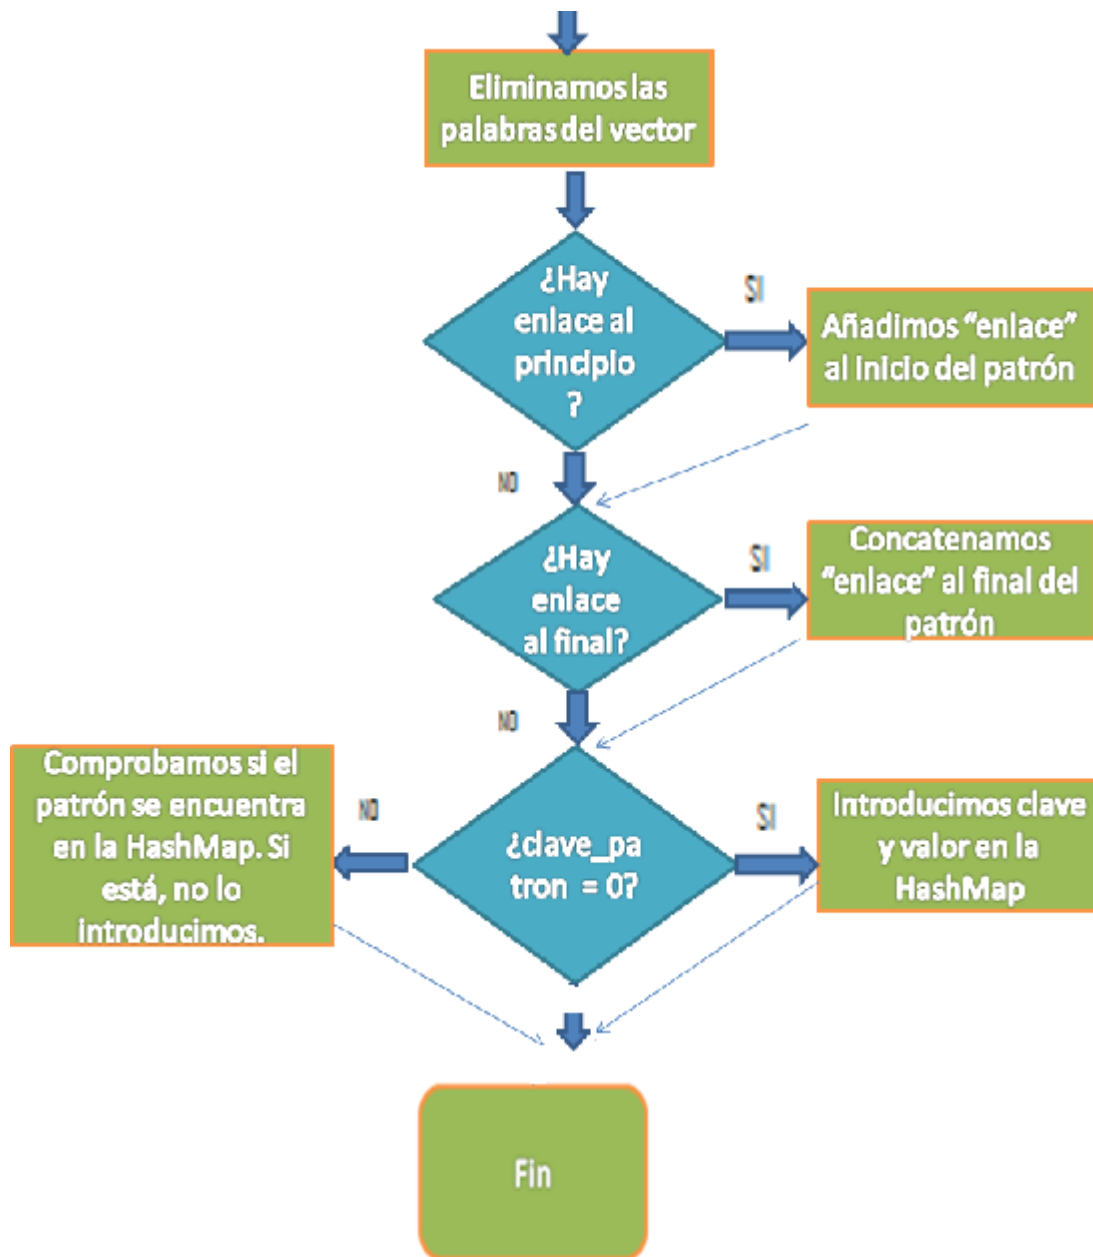 Eliminamos las
palabras del vector
¿Hay
enlace al
principio
?
SI
Añadimos “enlace”
al inicio del patrón
NO
¿Hay
enlace
al final?
SI
Concatenamos
“enlace” al final del
patrón
NO
Comprobamos si el
patrón se encuentra
en la HashMap. Si
está, no lo
introducimos.
NO
¿clave_pa
tron = 0?
SI
Introducimos clave
y valor en la
HashMap
Fin